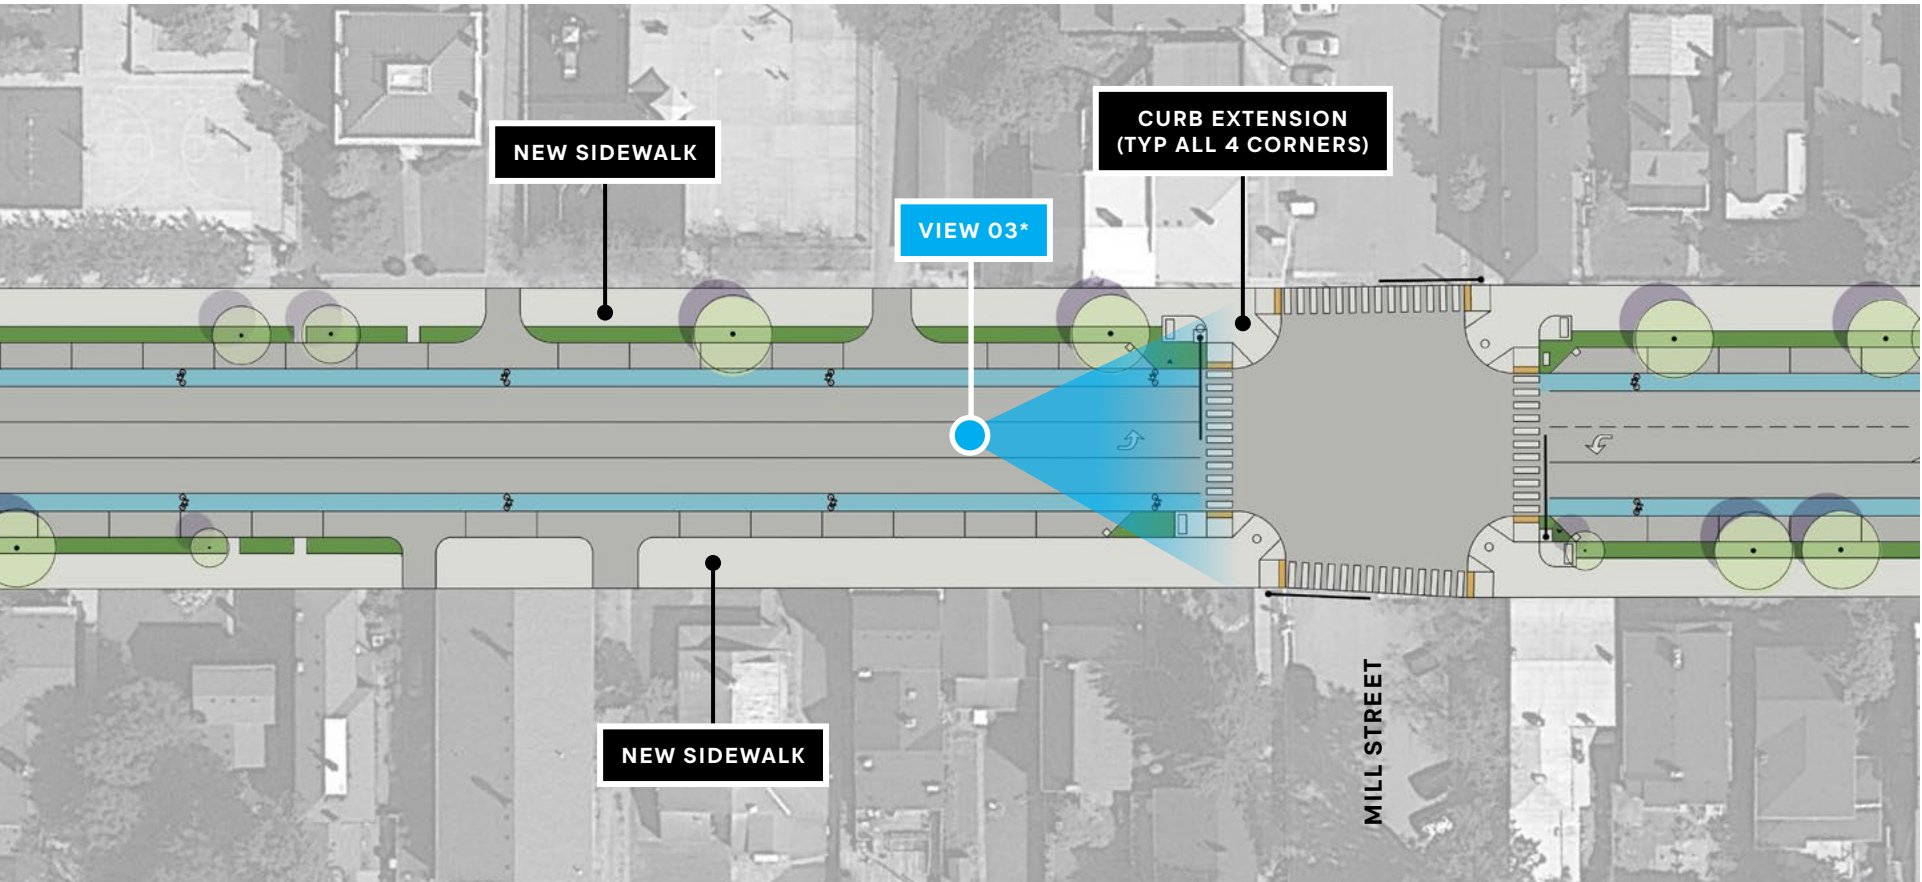 CURB EXTENSION
(TYP ALL 4 CORNERS)
NEW SIDEWALK
VIEW 03*
NEW SIDEWALK
MILL STREET